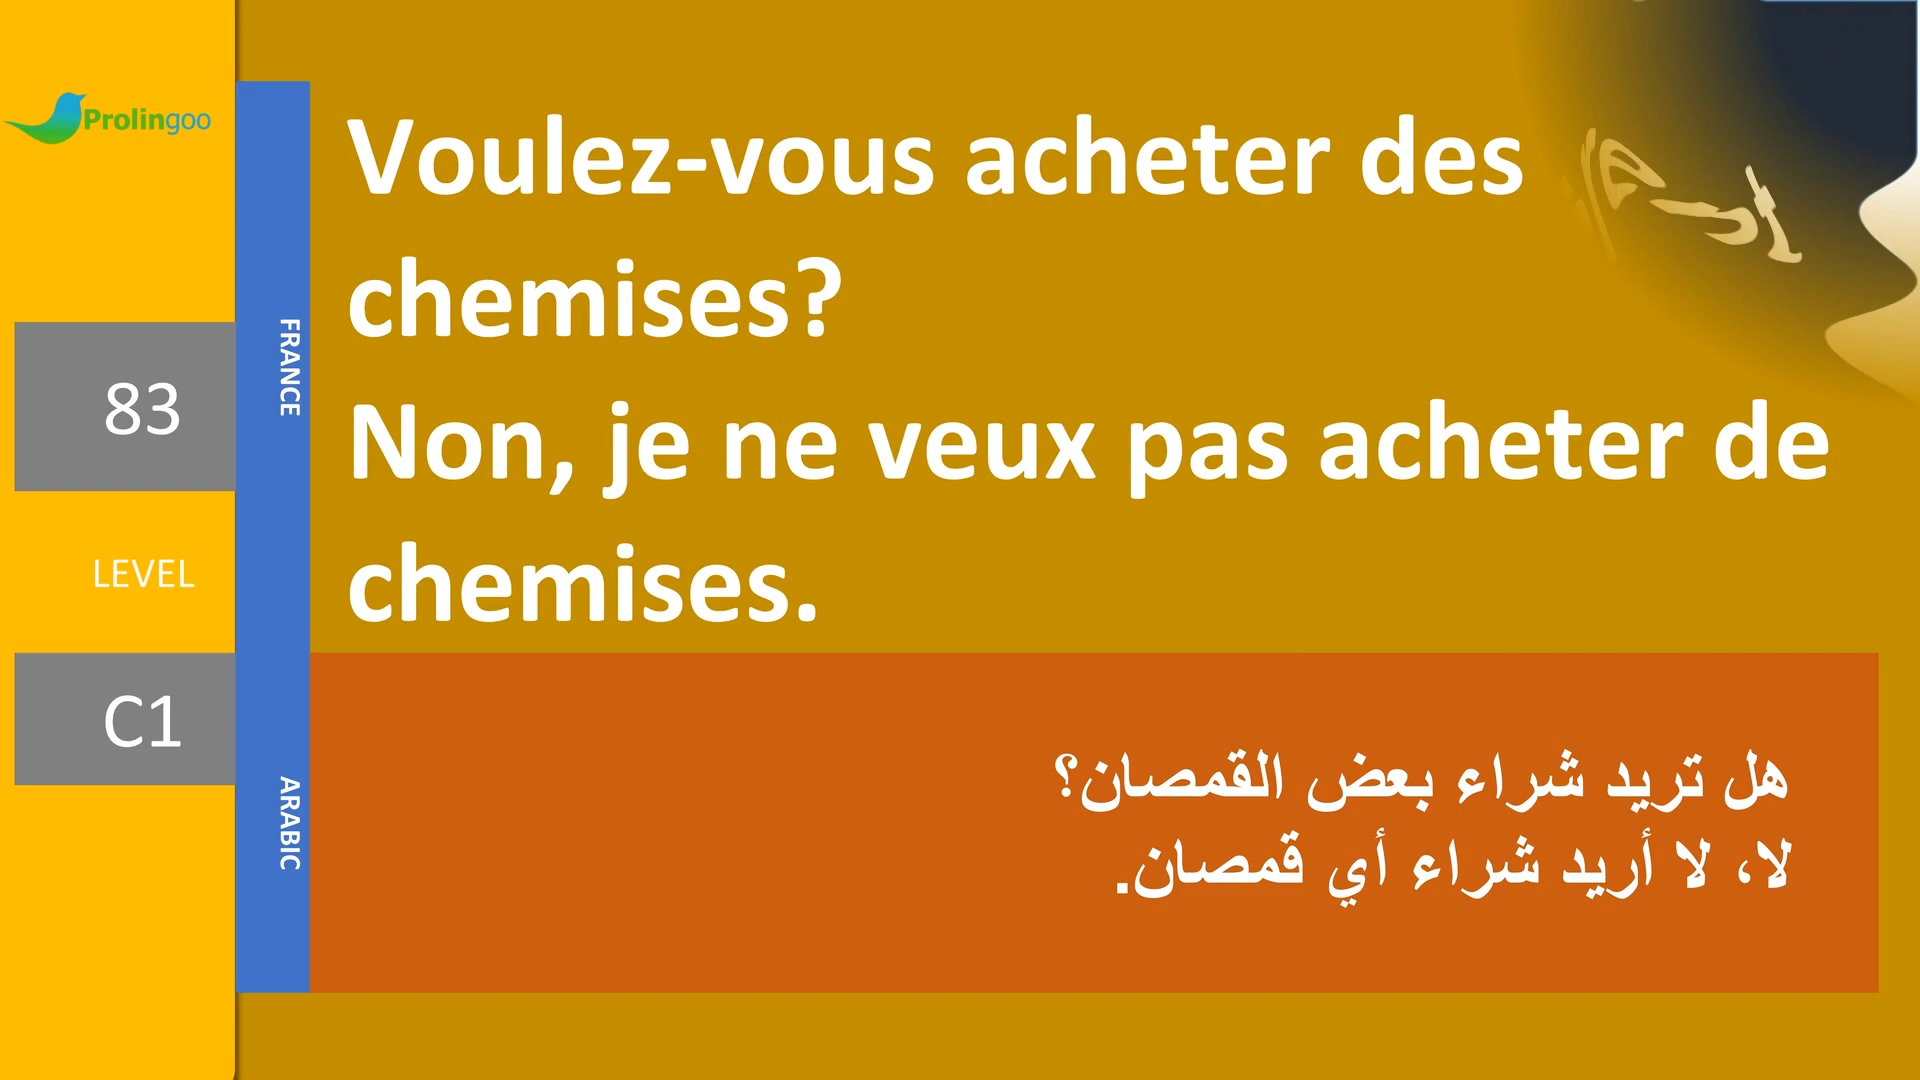 Prolingoo
Voulez-vous acheter des
chemises?
Non, je ne veux pas acheter de
chemises.
83
LEVEL
C1
FRANCE
ARABIC
هل تريد شراء بعض القمصان؟
لا، لا أريد شراء أي قمصان.